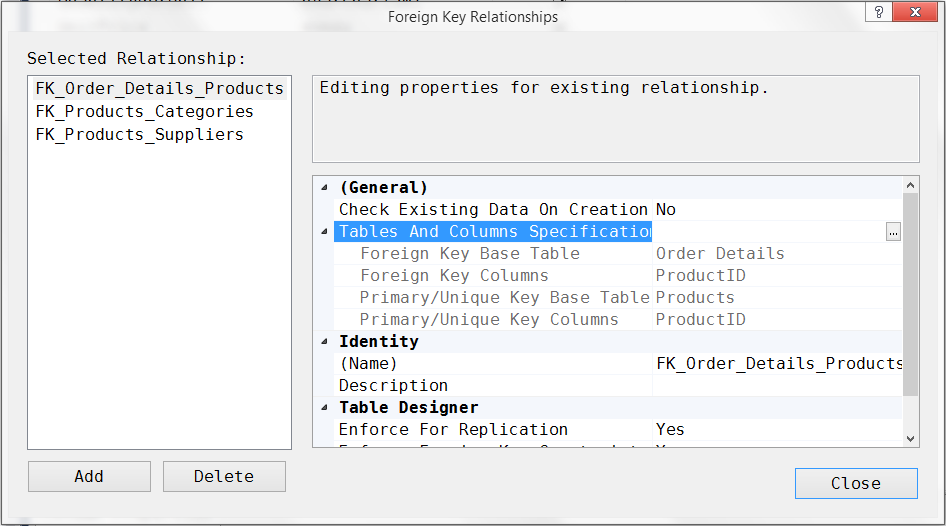 Foreign Key Relationships
?
Selected Relationship:
FK_Order_Details_Products
FK_Products_Categories
FK_Products_Suppliers
Add
Delete
Editing properties for existing relationship.
(General)
Check Existing Data On Creation No
Tables And Columns Specification ...
Foreign Key Base Table Order Details
Foreign Key Columns ProductID
Primary/Unique Key Base Table Products
Primary/Unique Key Columns ProductID
Identity
(Name) FK_Order_Details_Products
Description
Table Designer
Enforce For Replication Yes
Close